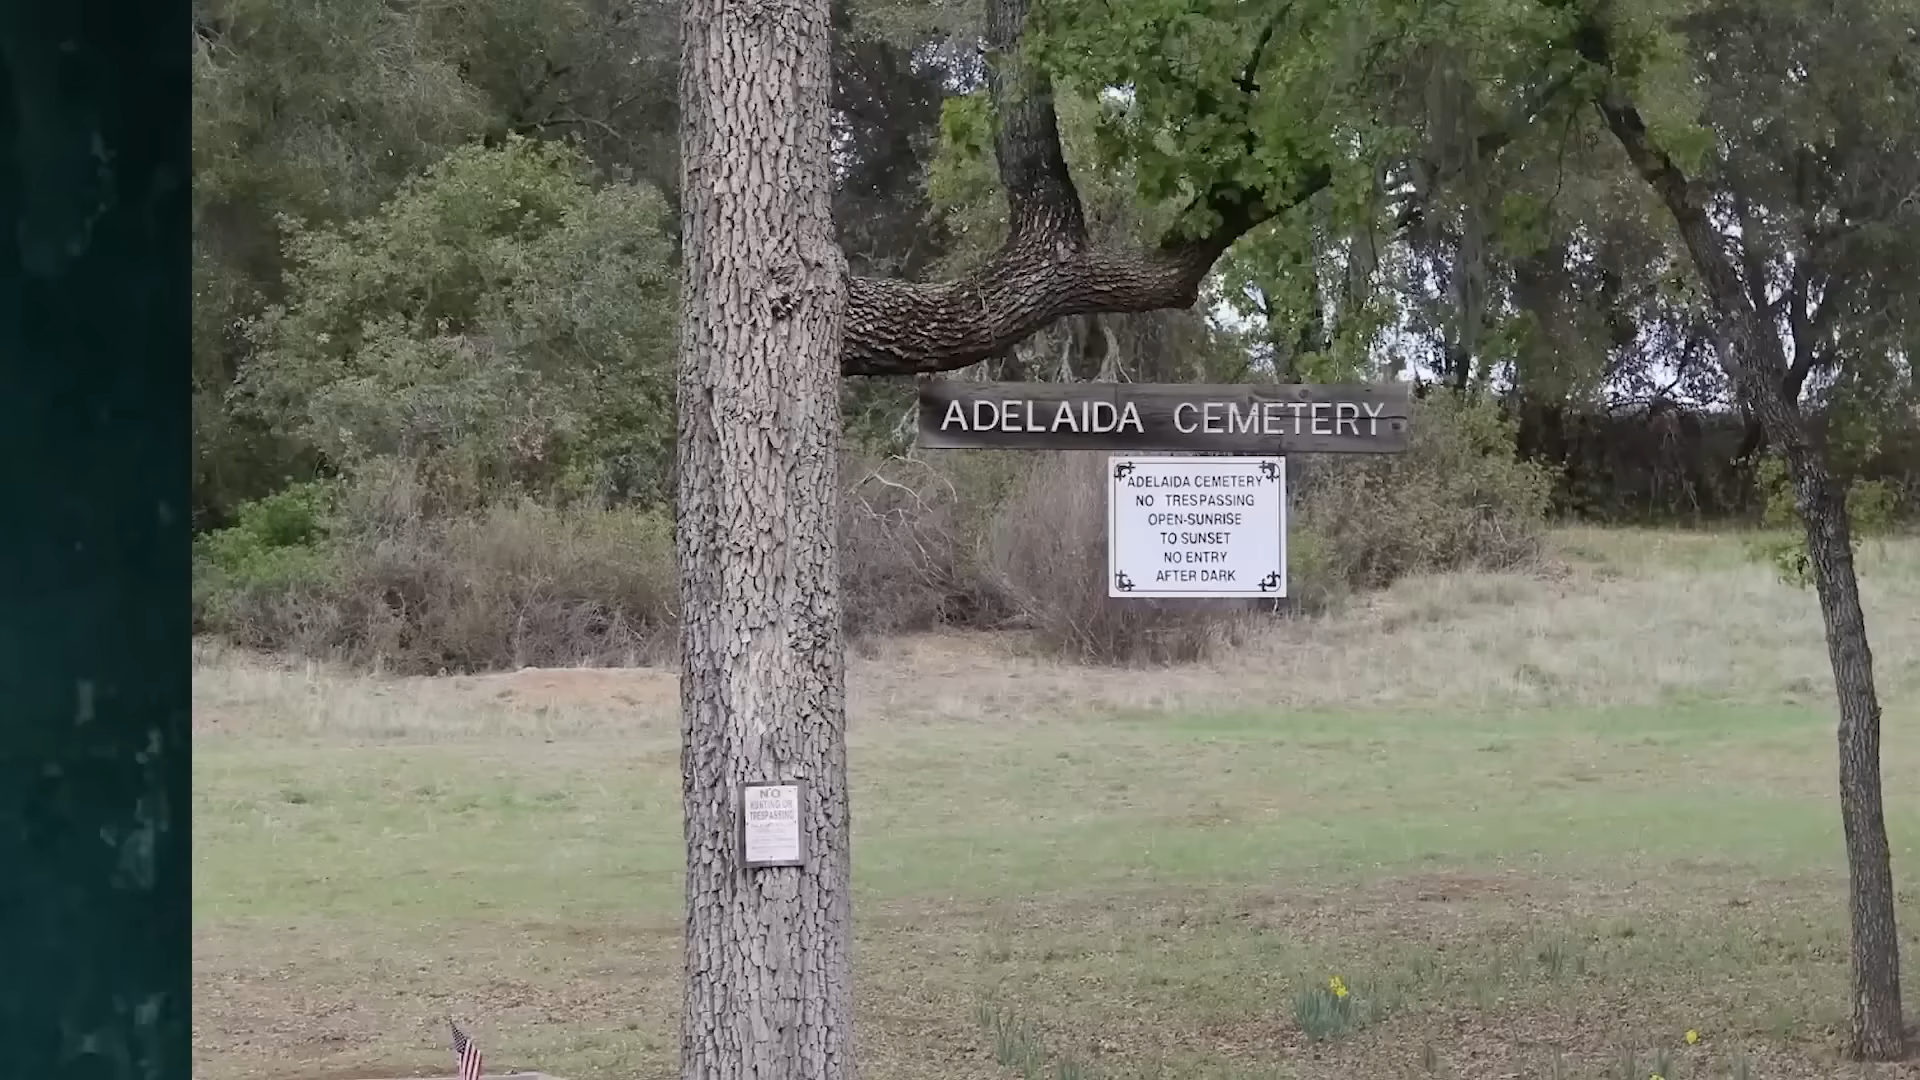 ADELAIDA CEMETERY
ADELAIDA CEMETERY
NO TRESPASSING
OPEN-SUNRISE
TO SUNSET
NO ENTRY
AFTER DARK
NO
HUNTING OR
TRESPASSING